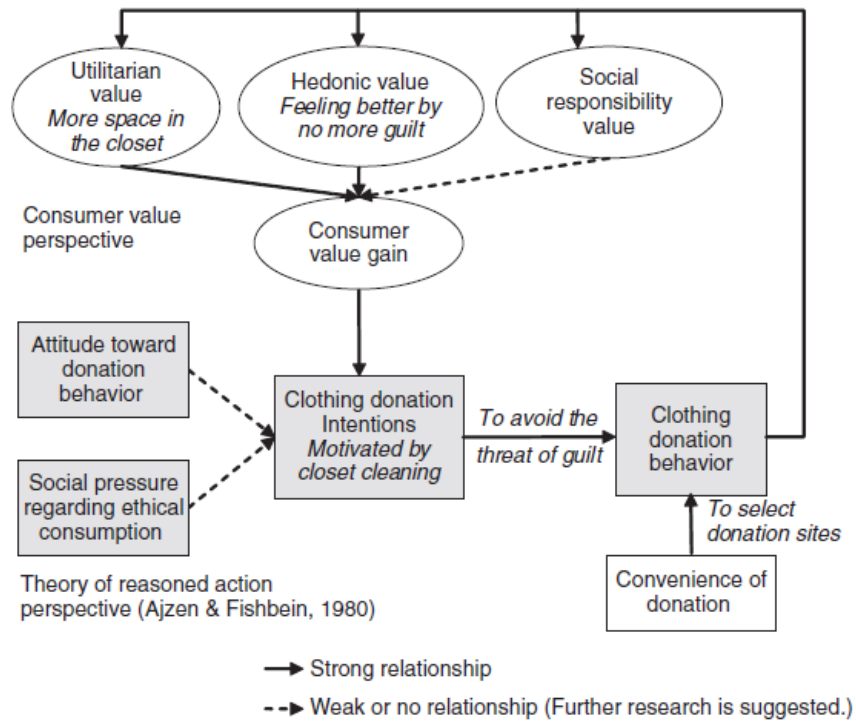 Utilitarian
value
More space in
the closet
Hedonic value
Feeling better by
no more guilt
Social
responsibility
value
Consumer value
perspective
Consumer
value gain
Attitude toward
donation
behavior
Clothing donation
Intentions
Motivated by
closet cleaning
To avoid the
threat of guilt
Clothing
donation
behavior
Social pressure
regarding ethical
consumption
To select
donation sites
Convenience of
donation
Theory of reasoned action
perspective (Ajzen & Fishbein, 1980)
Strong relationship
Weak or no relationship (Further research is suggested.)